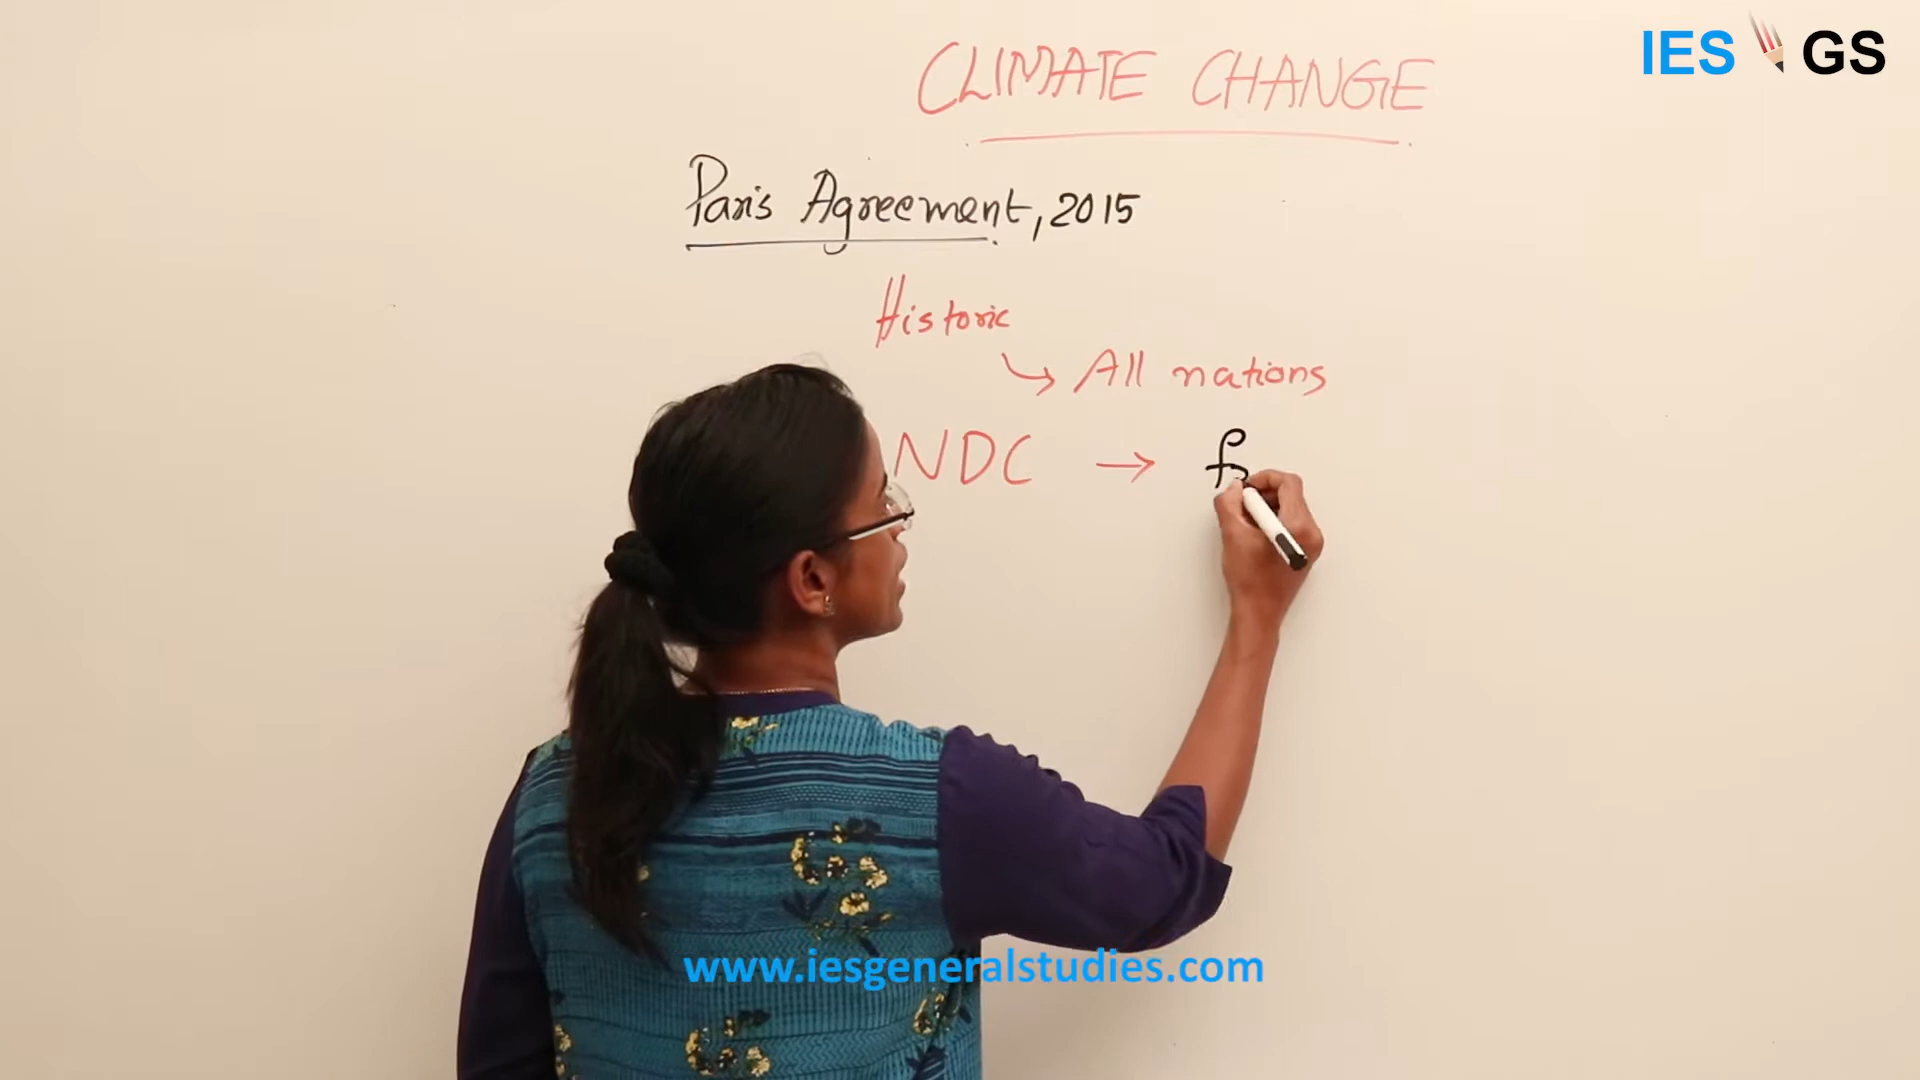 IES GS
CLIMATE CHANGE
Paris Agreement, 2015
Historic
↳ All nations
NDC →
www.iesgeneralstudies.com